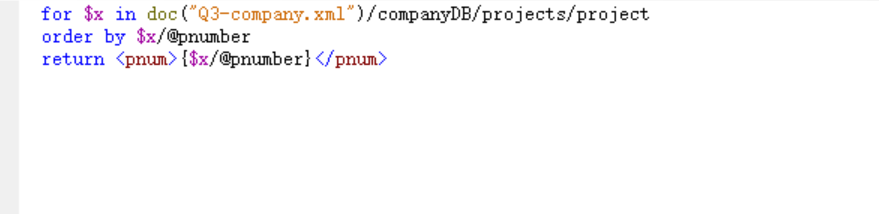 for $x in doc("Q3-company.xml")/companyDB/projects/project
order by $x/@pnumber
return <pnum>{$x/@pnumber}</pnum>